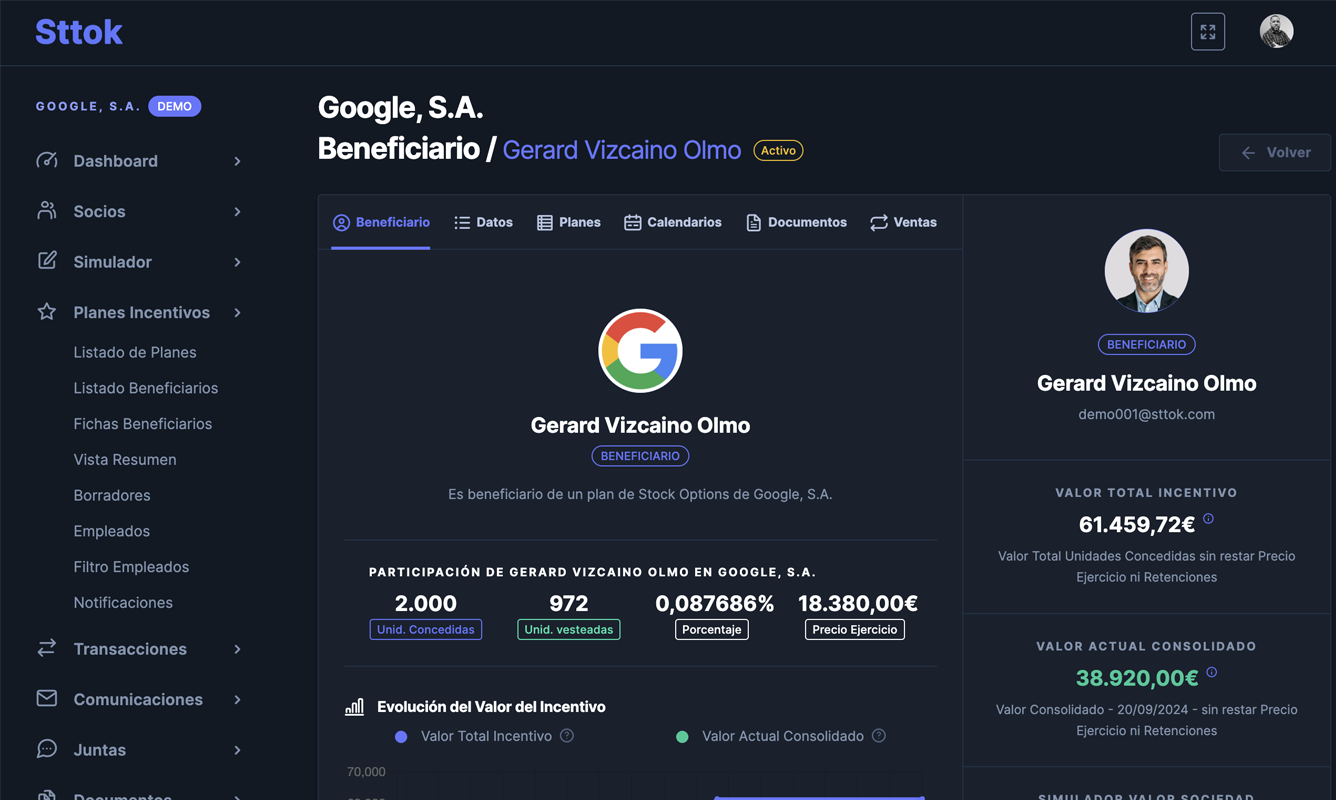 Sttok
GOOGLE, S.A. DEMO
Dashboard
Socios
Simulador
Planes Incentivos
Listado de Planes
Listado Beneficiarios
Fichas Beneficiarios
Vista Resumen
Borradores
Empleados
Filtro Empleados
Notificaciones
Transacciones
Comunicaciones
Juntas
Documentos
Google, S.A.
Beneficiario / Gerard Vizcaino Olmo Activo
Volver
Beneficiario Datos Planes Calendarios Documentos Ventas
Gerard Vizcaino Olmo
BENEFICIARIO
Es beneficiario de un plan de Stock Options de Google, S.A.
PARTICIPACIÓN DE GERARD VIZCAINO OLMO EN GOOGLE, S.A.
2.000 972 0,087686% 18.380,00€
Unid. Concedidas Unid. vesteadas Porcentaje Precio Ejercicio
Evolución del Valor del Incentivo
Valor Total Incentivo Valor Actual Consolidado
70,000
BENEFICIARIO
Gerard Vizcaino Olmo
demo001@sttok.com
VALOR TOTAL INCENTIVO
61.459,72€
Valor Total Unidades Concedidas sin restar Precio
Ejercicio ni Retenciones
VALOR ACTUAL CONSOLIDADO
38.920,00€
Valor Consolidado - 20/09/2024 - sin restar Precio
Ejercicio ni Retenciones
SIMULADOR VALOR SOCIEDAD